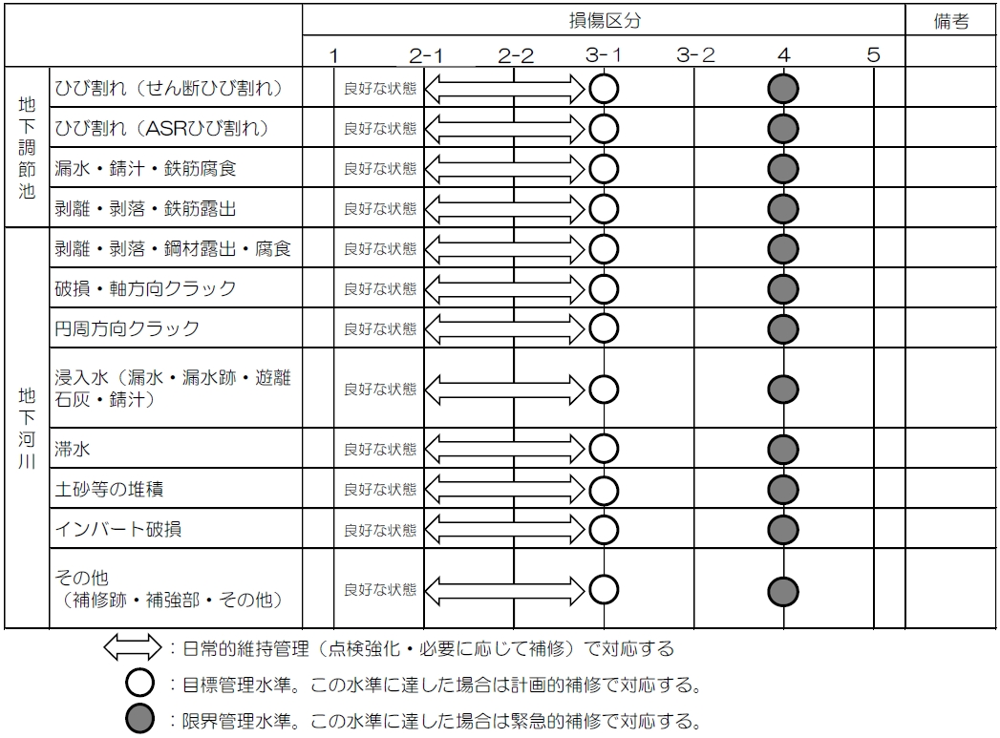 損傷区分 備考
1 2-1 2-2 3-1 3-2 4 5
地下調節池
ひび割れ（せん断ひび割れ） 良好な状態
ひび割れ（ASRひび割れ） 良好な状態
漏水・錆汁・鉄筋腐食 良好な状態
剥離・剥落・鉄筋露出 良好な状態
地下河川
剥離・剥落・鋼材露出・腐食 良好な状態
破損・軸方向クラック 良好な状態
円周方向クラック 良好な状態
浸入水（漏水・漏水跡・遊離
石灰・錆汁） 良好な状態
滞水 良好な状態
土砂等の堆積 良好な状態
インバート破損 良好な状態
その他
（補修跡・補強部・その他） 良好な状態
：日常的維持管理（点検強化・必要に応じて補修）で対応する
：目標管理水準。この水準に達した場合は計画的補修で対応する。
：限界管理水準。この水準に達した場合は緊急的補修で対応する。